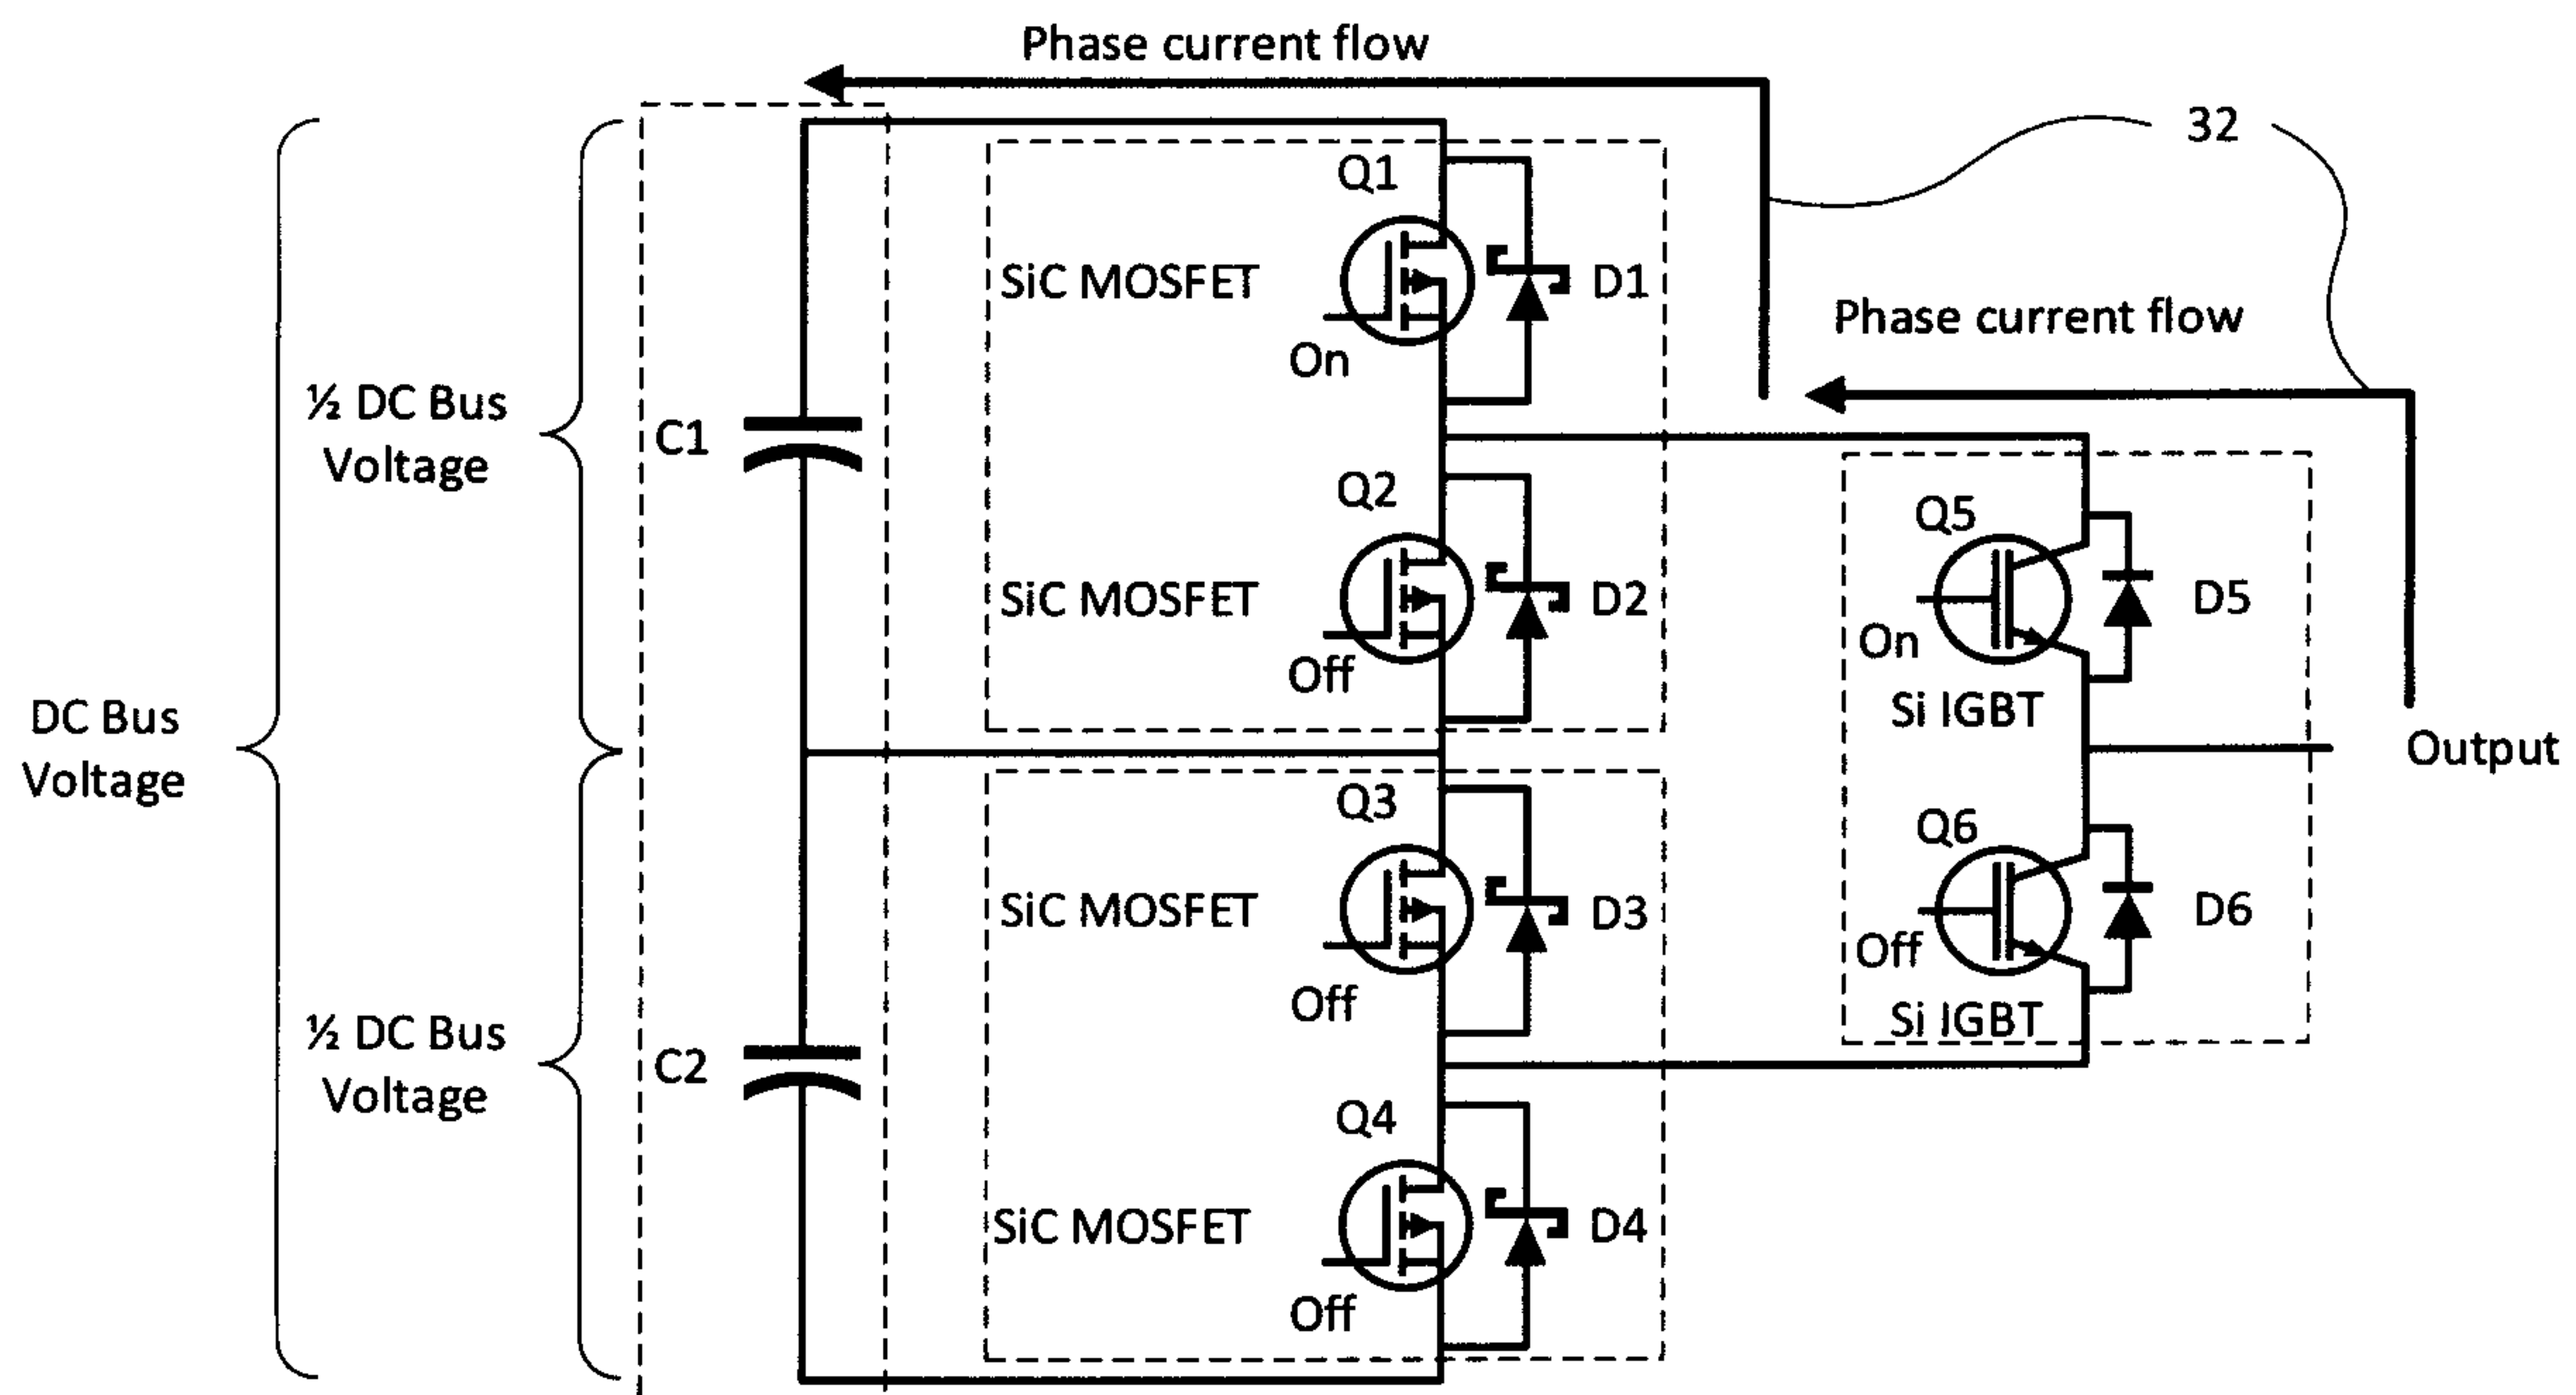 Phase current flow
32
Q1
SiC MOSFET
D1
On
Phase current flow
½ DC Bus
Voltage
C1
Q2
SiC MOSFET
D2
Off
Q5
D5
On
Si IGBT
DC Bus
Voltage
Output
Q3
SiC MOSFET
D3
Off
Q6
D6
Off
Si IGBT
½ DC Bus
Voltage
C2
Q4
SiC MOSFET
D4
Off